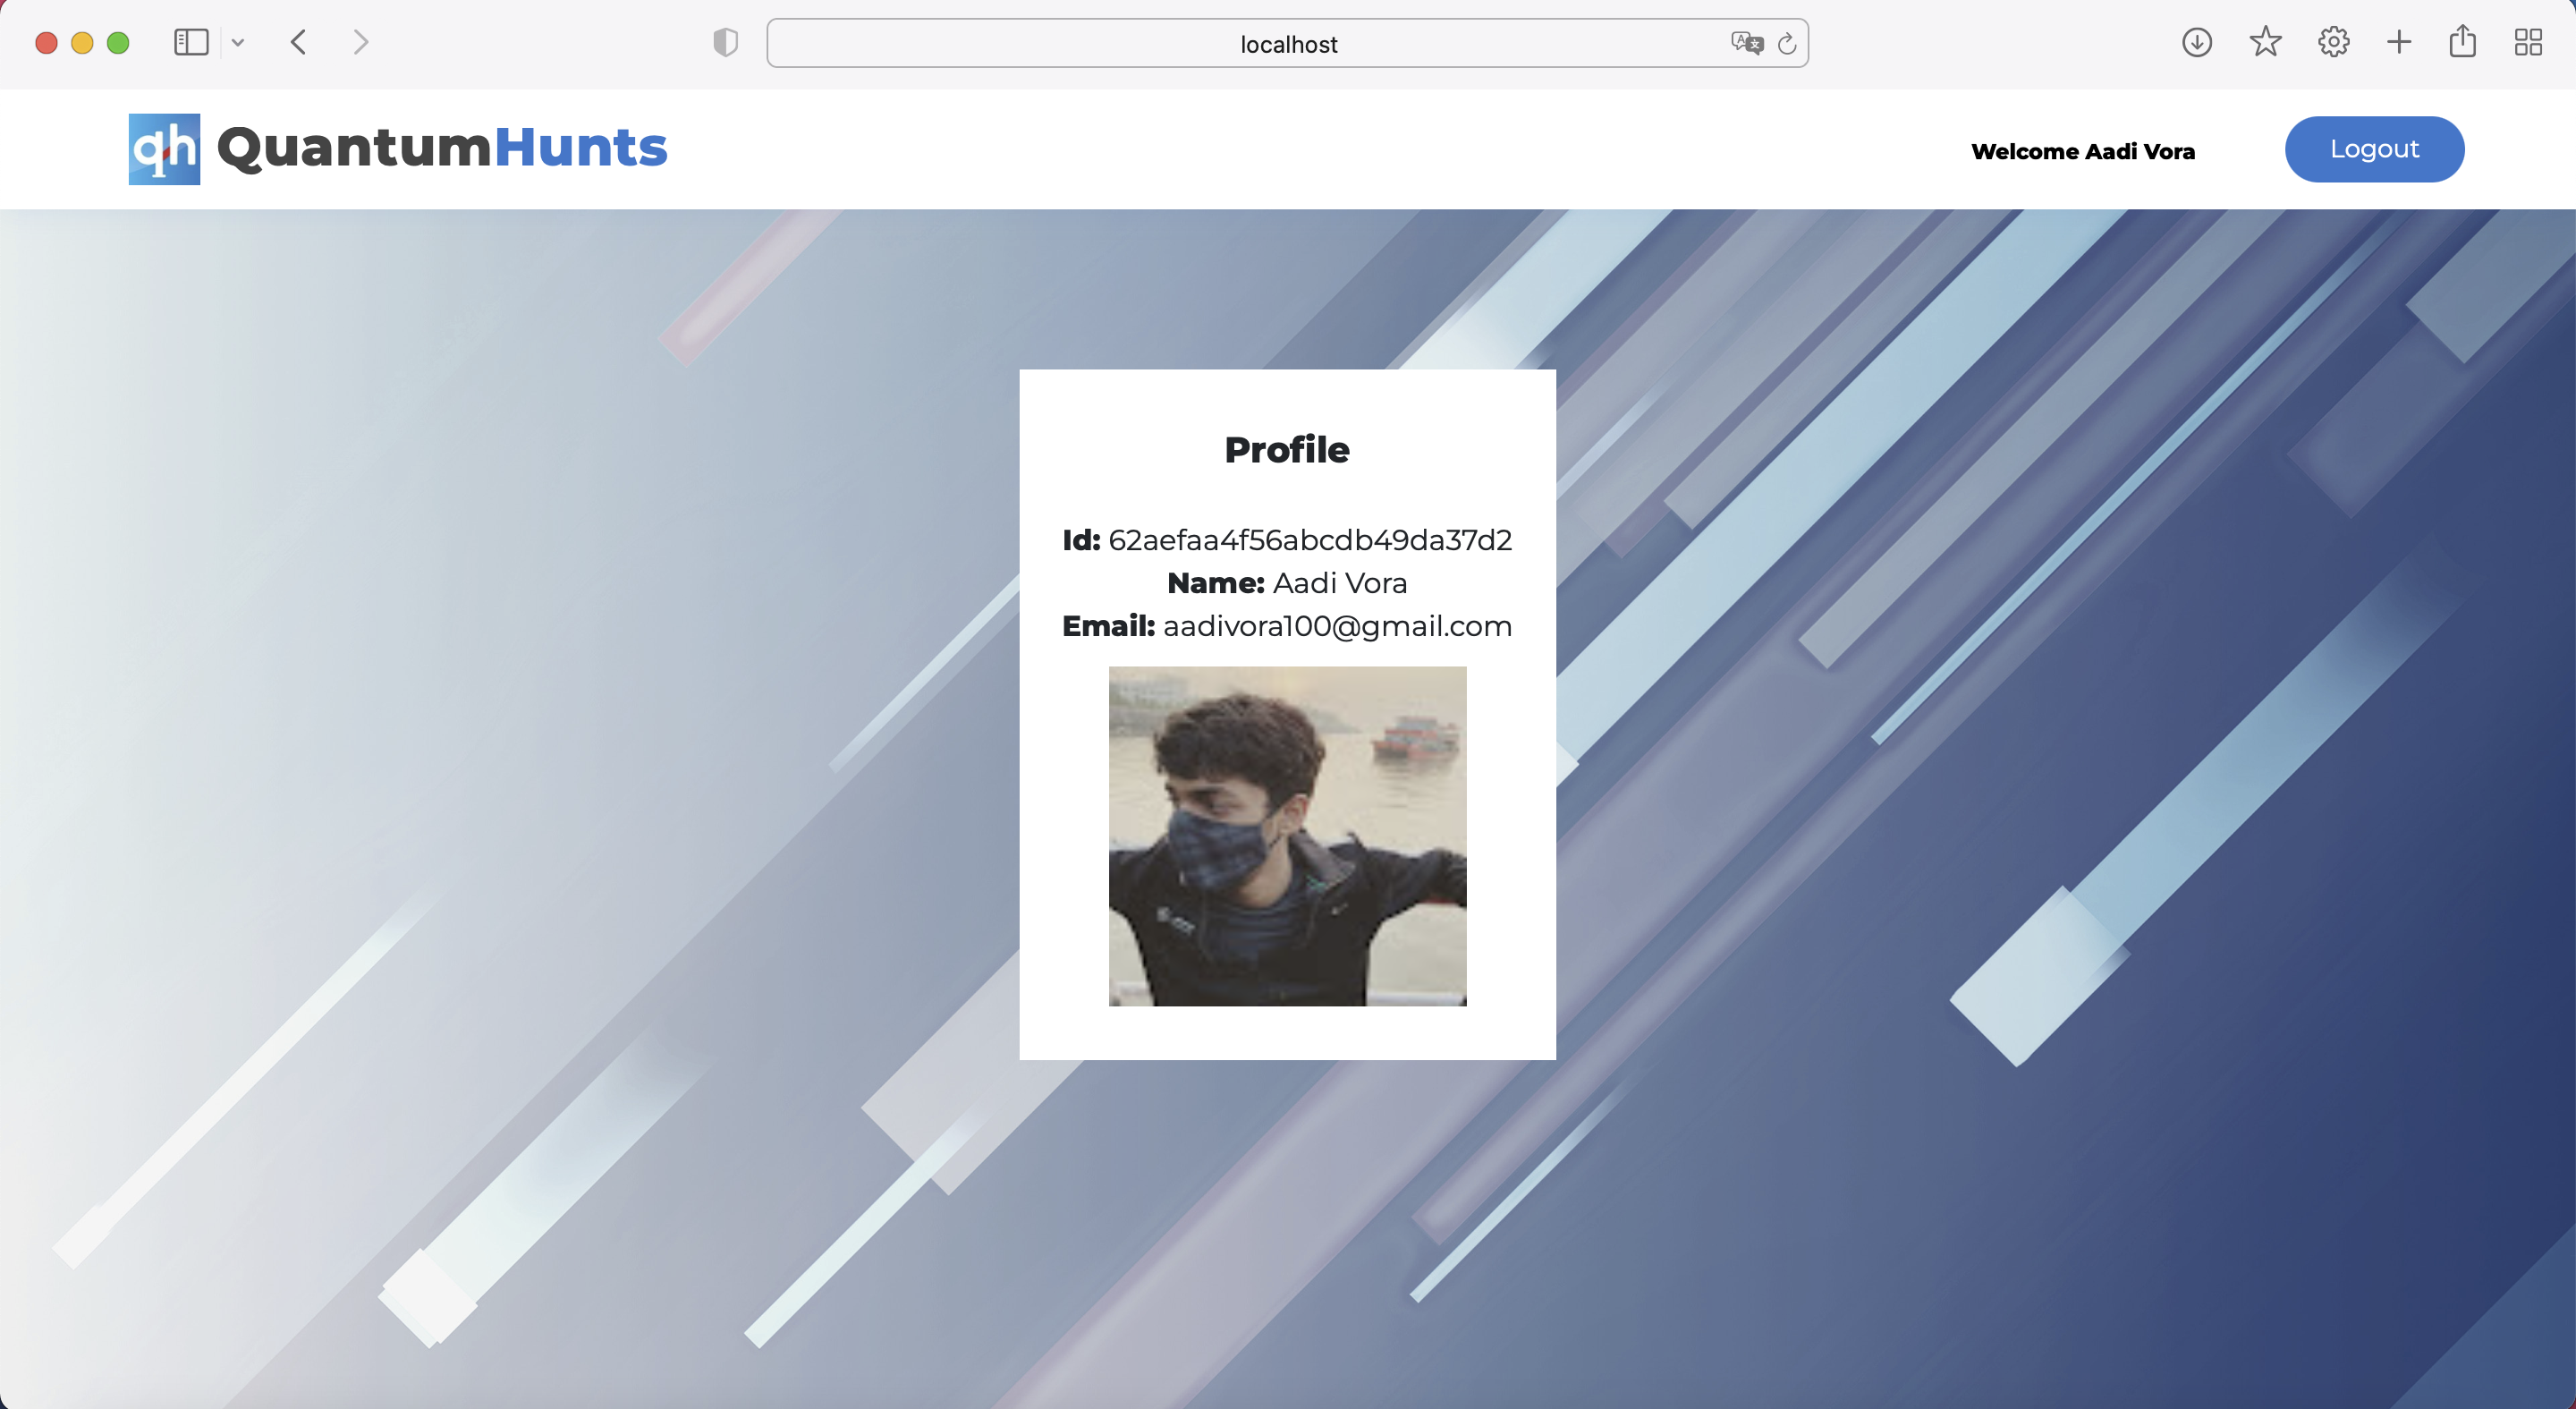 localhost
qh QuantumHunts
Welcome Aadi Vora
Logout
Profile
Id: 62aefaa4f56abcdb49da37d2
Name: Aadi Vora
Email: aadivora100@gmail.com